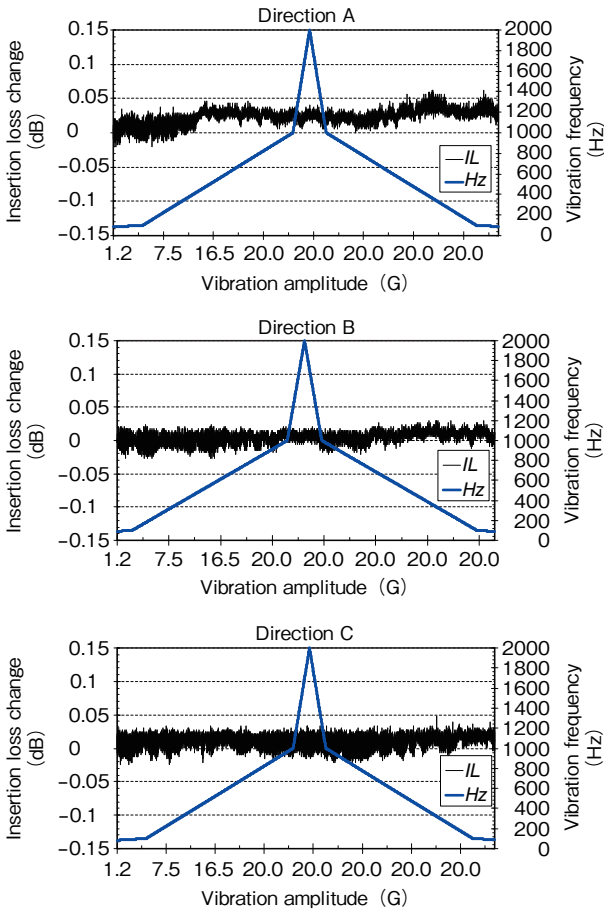 Direction A
Insertion loss change
(dB)
0.15
0.1
0.05
0
−0.05
−0.1
−0.15
2000
1800
1600
1400
1200
1000
800
600
400
200
0
Vibration frequency
(Hz)
IL
Hz
1.2 7.5 16.5 20.0 20.0 20.0 20.0 20.0
Vibration amplitude (G)
Direction B
Insertion loss change
(dB)
0.15
0.1
0.05
0
−0.05
−0.1
−0.15
2000
1800
1600
1400
1200
1000
800
600
400
200
0
Vibration frequency
(Hz)
IL
Hz
1.2 7.5 16.5 20.0 20.0 20.0 20.0 20.0
Vibration amplitude (G)
Direction C
Insertion loss change
(dB)
0.15
0.1
0.05
0
−0.05
−0.1
−0.15
2000
1800
1600
1400
1200
1000
800
600
400
200
0
Vibration frequency
(Hz)
IL
Hz
1.2 7.5 16.5 20.0 20.0 20.0 20.0 20.0
Vibration amplitude (G)